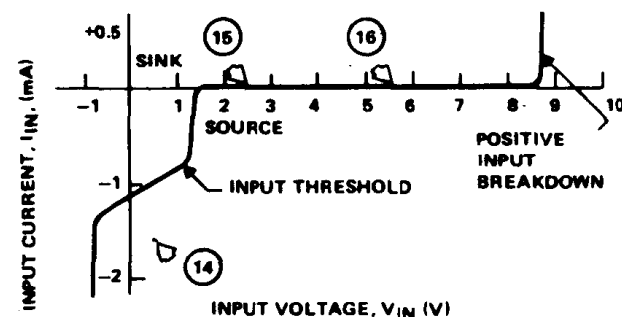 +0.5
15
16
SINK
-1 1 2 3 4 5 6 7 8 9 10
SOURCE
POSITIVE
INPUT
BREAKDOWN
-1
INPUT THRESHOLD
14
-2
INPUT CURRENT, IIN, (mA)
INPUT VOLTAGE, VIN (V)